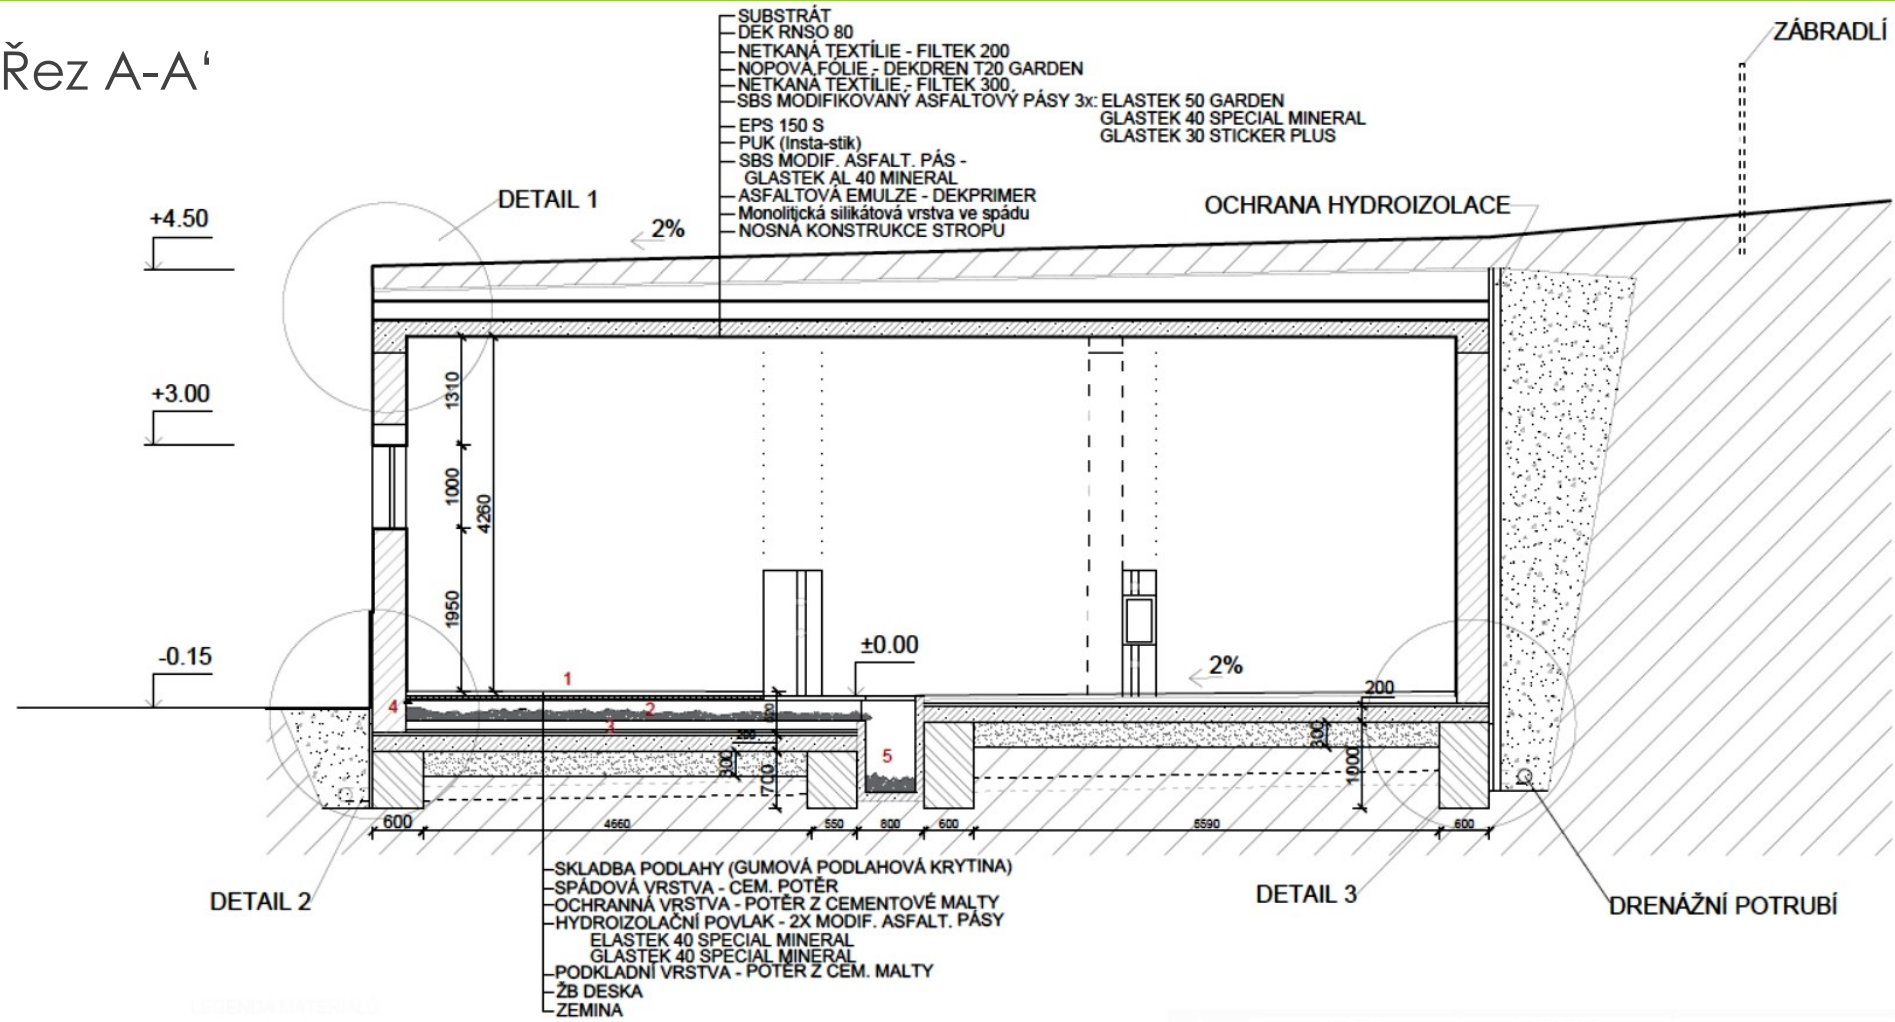 Řez A-A‘
SUBSTRÁT
DEK RNSO 80
NETKANÁ TEXTÍLIE - FILTEK 200
NOPOVÁ FÓLIE - DEKDREN T20 GARDEN
NETKANÁ TEXTÍLIE - FILTEK 300
SBS MODIFIKOVANÝ ASFALTOVÝ PÁSY 3x: ELASTEK 50 GARDEN
GLASTEK 40 SPECIAL MINERAL
GLASTEK 30 STICKER PLUS
EPS 150 S
PUK (Insta-stik)
SBS MODIF. ASFALT. PÁS -
GLASTEK AL 40 MINERAL
ASFALTOVÁ EMULZE - DEKPRIMER
Monolitická silikátová vrstva ve spádu
NOSNÁ KONSTRUKCE STROPU
ZÁBRADLÍ
DETAIL 1
OCHRANA HYDROIZOLACE
2%
+4.50
+3.00
-0.15
1310
1000
4260
1950
±0.00
2%
1
2
3
4
5
200
300
700
200
300
1000
600
4660
550
800
600
5590
600
DETAIL 2
DETAIL 3
DRENÁŽNÍ POTRUBÍ
SKLADBA PODLAHY (GUMOVÁ PODLAHOVÁ KRYTINA)
SPÁDOVÁ VRSTVA - CEM. POTĚR
OCHRANNÁ VRSTVA - POTĚR Z CEMENTOVÉ MALTY
HYDROIZOLAČNÍ POVLAK - 2X MODIF. ASFALT. PÁSY
ELASTEK 40 SPECIAL MINERAL
GLASTEK 40 SPECIAL MINERAL
PODKLADNÍ VRSTVA - POTĚR Z CEM. MALTY
ŽB DESKA
ZEMINA